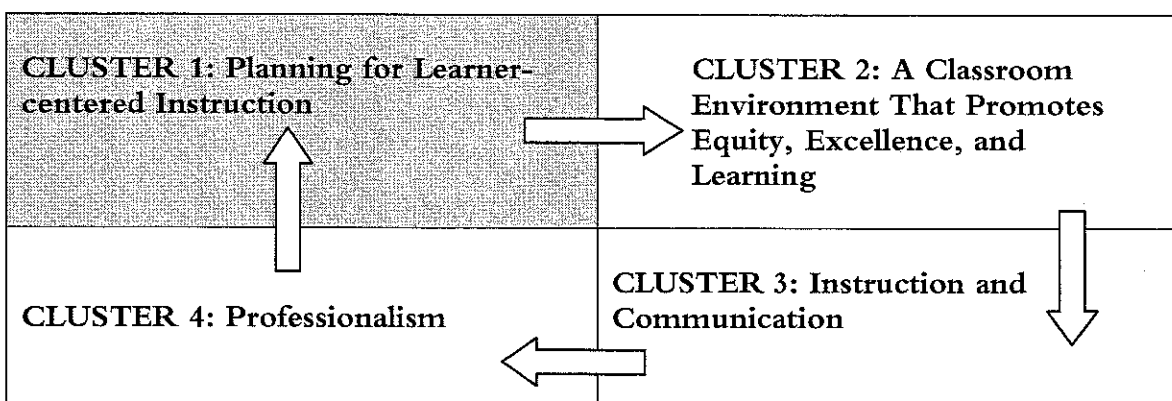 CLUSTER 1: Planning for Learner-
centered Instruction
CLUSTER 2: A Classroom
Environment That Promotes
Equity, Excellence, and
Learning
CLUSTER 4: Professionalism
CLUSTER 3: Instruction and
Communication